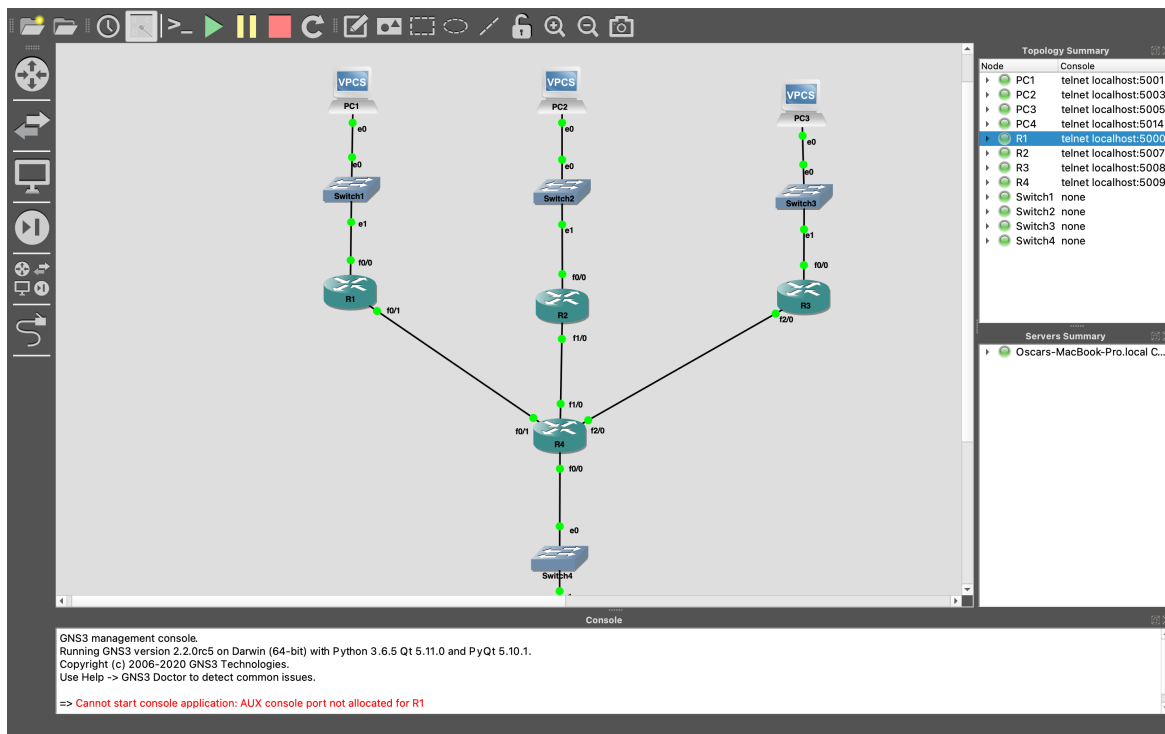 VPCS
PC1
e0
e0
Switch1
e1
f0/0
R1
f0/1
VPCS
PC2
e0
e0
Switch2
e1
f0/0
R2
f1/0
VPCS
PC3
e0
e0
Switch3
e1
f0/0
R3
f2/0
f1/0
f0/1
f2/0
R4
f0/0
e0
Switch4
Topology Summary
Node Console
PC1 telnet localhost:5001
PC2 telnet localhost:5003
PC3 telnet localhost:5005
PC4 telnet localhost:5014
R1 telnet localhost:5000
R2 telnet localhost:5007
R3 telnet localhost:5008
R4 telnet localhost:5009
Switch1 none
Switch2 none
Switch3 none
Switch4 none
Servers Summary
Oscars-MacBook-Pro.local C...
Console
GNS3 management console.
Running GNS3 version 2.2.0rc5 on Darwin (64-bit) with Python 3.6.5 Qt 5.11.0 and PyQt 5.10.1.
Copyright (c) 2006-2020 GNS3 Technologies.
Use Help -> GNS3 Doctor to detect common issues.
=> Cannot start console application: AUX console port not allocated for R1